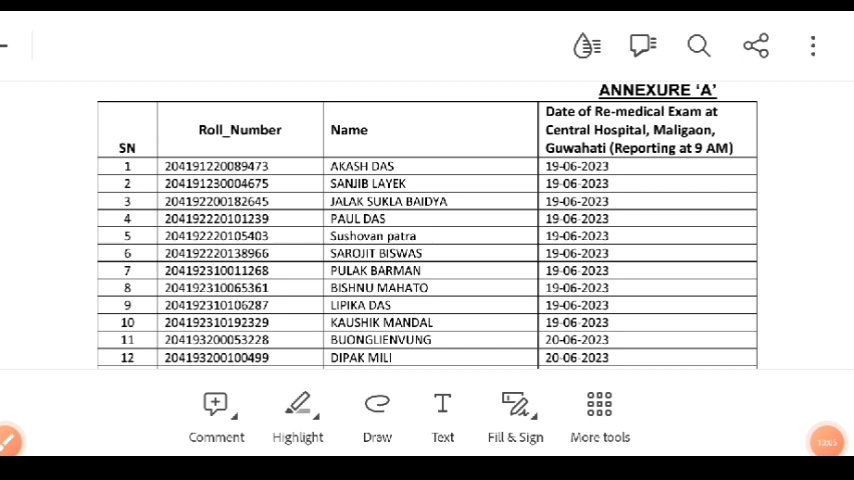 ANNEXURE ‘A’
SN Roll_Number Name Date of Re-medical Exam at Central Hospital, Maligaon, Guwahati (Reporting at 9 AM)
1 204191220089473 AKASH DAS 19-06-2023
2 204191230004675 SANJIB LAYEK 19-06-2023
3 204192200182645 JALAK SUKLA BAIDYA 19-06-2023
4 204192220101239 PAUL DAS 19-06-2023
5 204192220105403 Sushovan patra 19-06-2023
6 204192220138966 SAROJIT BISWAS 19-06-2023
7 204192310011268 PULAK BARMAN 19-06-2023
8 204192310065361 BISHNU MAHATO 19-06-2023
9 204192310106287 LIPIKA DAS 19-06-2023
10 204192310192329 KAUSHIK MANDAL 19-06-2023
11 204193200053228 BUONGLIENVUNG 20-06-2023
12 204193200100499 DIPAK MILI 20-06-2023
Comment Highlight Draw Text Fill & Sign More tools